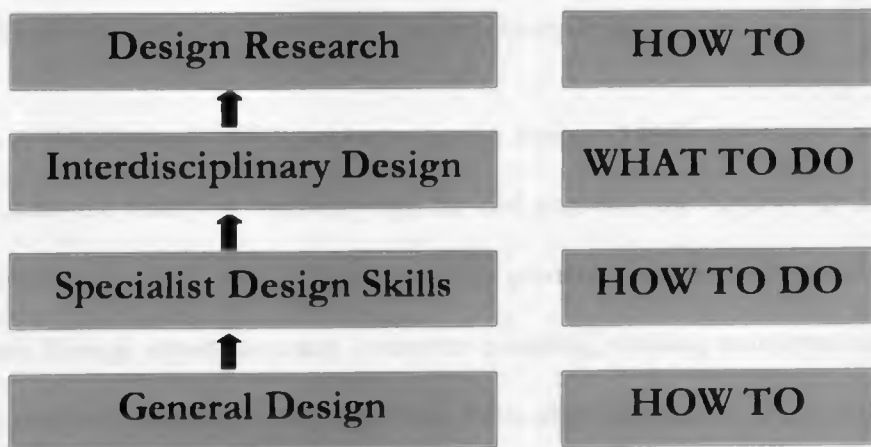 Design Research HOW TO
Interdisciplinary Design WHAT TO DO
Specialist Design Skills HOW TO DO
General Design HOW TO